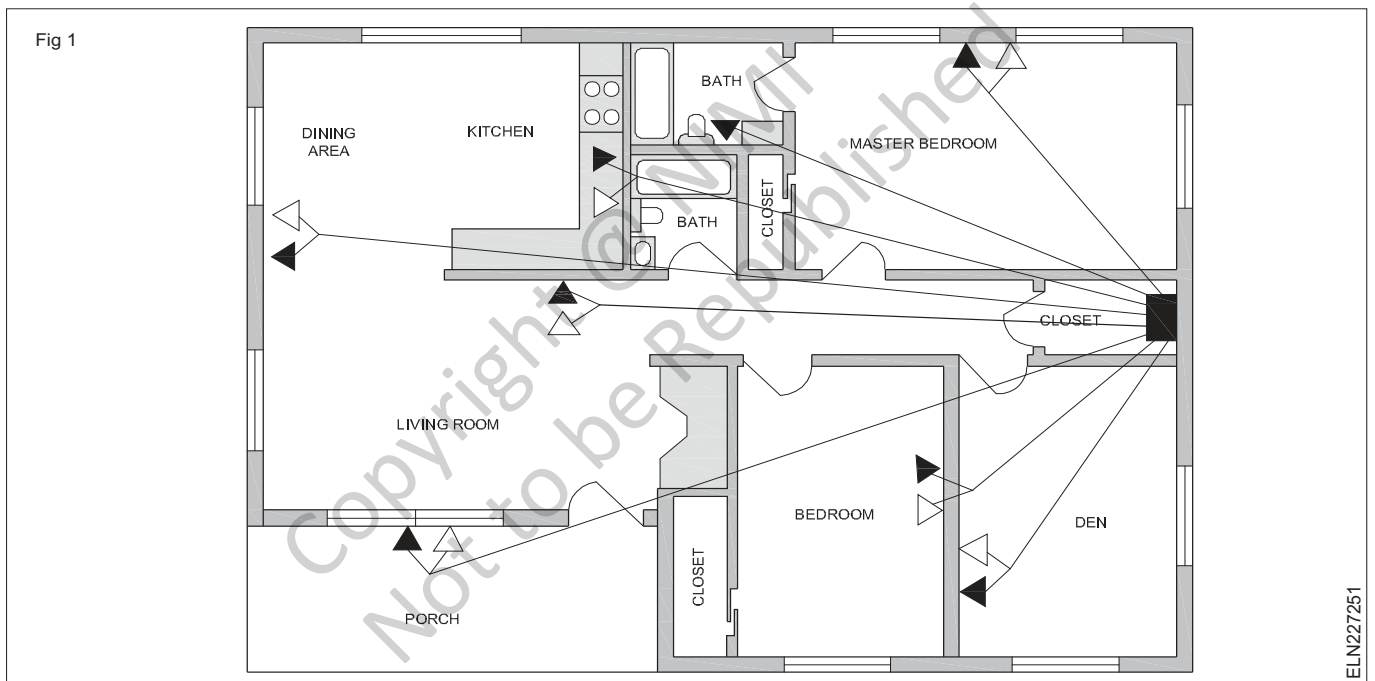 Fig 1
BATH
DINING
AREA
KITCHEN
MASTER BEDROOM
CLOSET
BATH
CLOSET
LIVING ROOM
BEDROOM
DEN
CLOSET
PORCH
ELN227251
Copyright @ NIMI
Not to be Republished